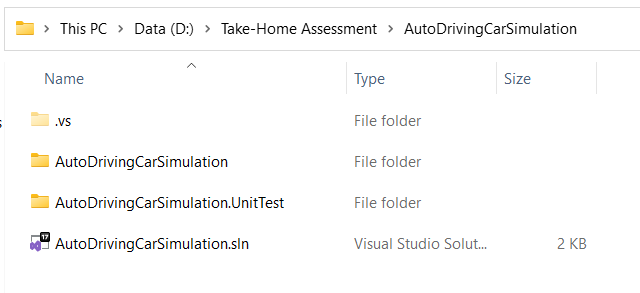 This PC > Data (D:) > Take-Home Assessment > AutoDrivingCarSimulation
Name Type Size
.vs File folder
AutoDrivingCarSimulation File folder
s
AutoDrivingCarSimulation.UnitTest File folder
17
AutoDrivingCarSimulation.sln Visual Studio Solut... 2 KB